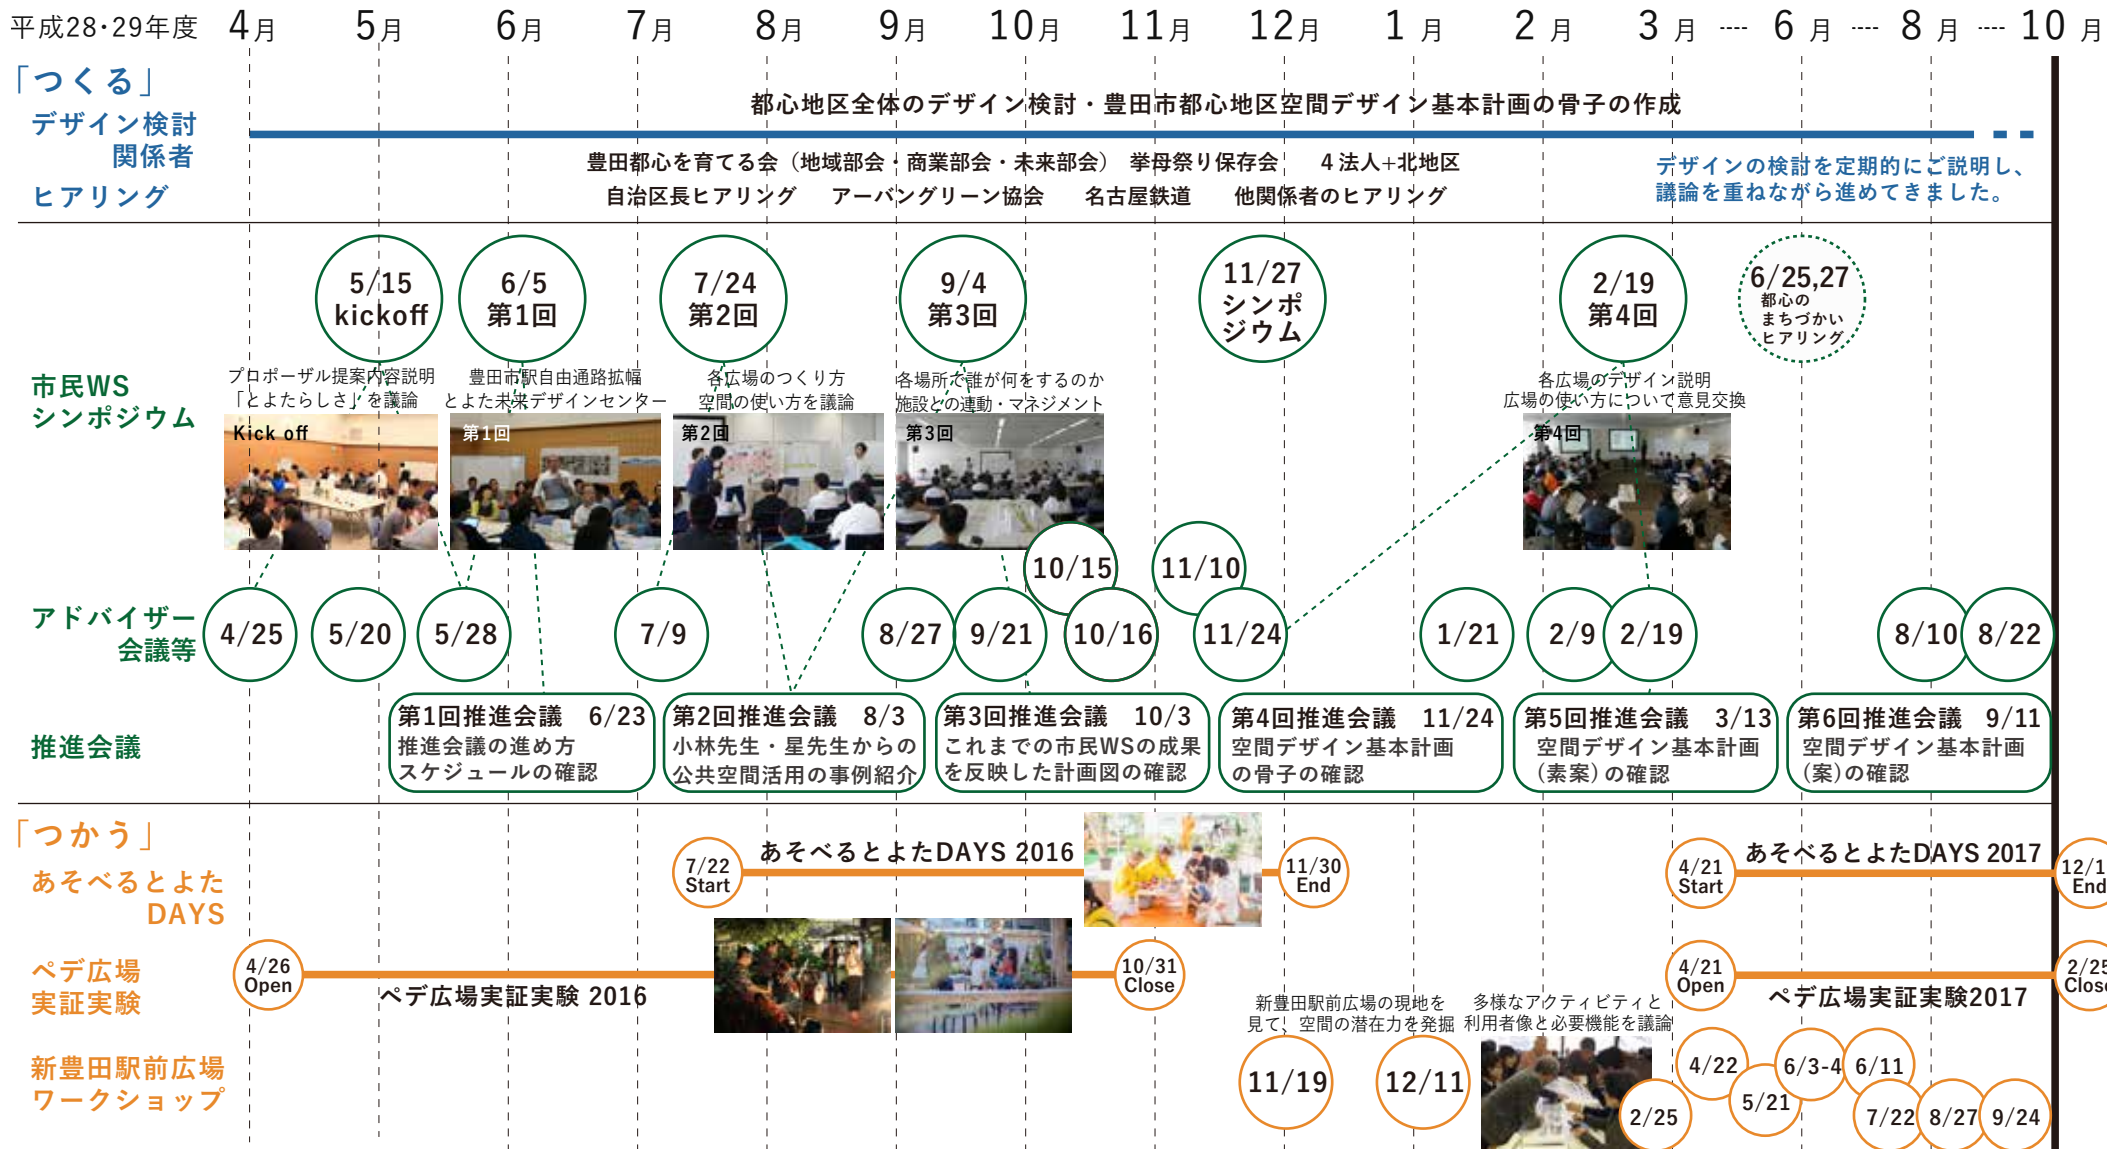 平成28・29年度 4月 5月 6月 7月 8月 9月 10月 11月 12月 1月 2月 3月 ---- 6月 ---- 8月 ---- 10月
「つくる」
デザイン検討
関係者
ヒアリング
都心地区全体のデザイン検討・豊田市都心地区空間デザイン基本計画の骨子の作成
豊田都心を育てる会（地域部会・商業部会・未来部会） 挙母祭り保存会 4法人+北地区
自治区長ヒアリング アーバングリーン協会 名古屋鉄道 他関係者のヒアリング
デザインの検討を定期的にご説明し、
議論を重ねながら進めてきました。
市民WS
シンポジウム
5/15
kickoff
6/5
第1回
7/24
第2回
9/4
第3回
11/27
シンポ
ジウム
2/19
第4回
6/25,27
都心の
まちづかい
ヒアリング
プロポーザル提案内容説明
「とよたらしさ」を議論
豊田市駅自由通路拡幅
とよた未来デザインセンター
各広場のつくり方
空間の使い方を議論
各場所で誰が何をするのか
施設との連動・マネジメント
各広場のデザイン説明
広場の使い方について意見交換
Kick off
第1回
第2回
第3回
第4回
アドバイザー
会議等
4/25
5/20
5/28
7/9
8/27
9/21
10/15
10/16
11/10
11/24
1/21
2/9
2/19
8/10
8/22
推進会議
第1回推進会議 6/23
推進会議の進め方
スケジュールの確認
第2回推進会議 8/3
小林先生・星先生からの
公共空間活用の事例紹介
第3回推進会議 10/3
これまでの市民WSの成果
を反映した計画図の確認
第4回推進会議 11/24
空間デザイン基本計画
の骨子の確認
第5回推進会議 3/13
空間デザイン基本計画
（素案）の確認
第6回推進会議 9/11
空間デザイン基本計画
（案）の確認
「つかう」
あそべるとよた
DAYS
7/22
Start
あそべるとよたDAYS 2016
11/30
End
4/21
Start
あそべるとよたDAYS 2017
12/1
End
ペデ広場
実証実験
4/26
Open
ペデ広場実証実験 2016
10/31
Close
4/21
Open
ペデ広場実証実験2017
2/25
Close
新豊田駅前広場
ワークショップ
新豊田駅前広場の現地を
見て、空間の潜在力を発掘
多様なアクティビティと
利用者像と必要機能を議論
11/19
12/11
2/25
4/22
5/21
6/3-4
6/11
7/22
8/27
9/24